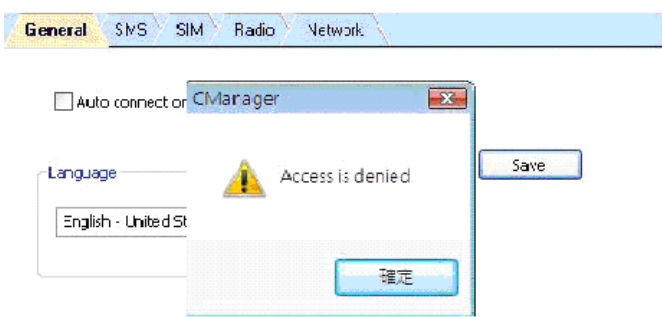 General SMS SIM Radio Network
Auto connect on
CManager
Access is denied.
Save
Language
English - United St
確定